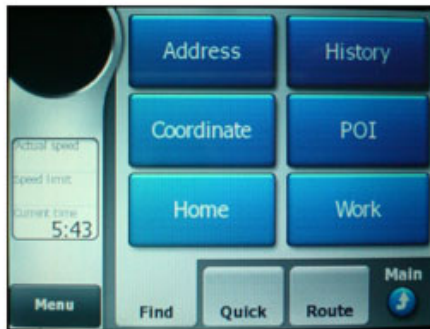 Address
History
Coordinate
POI
Actual speed
Speed limit
Current time
5:43
Home
Work
Main
Menu
Find
Quick
Route